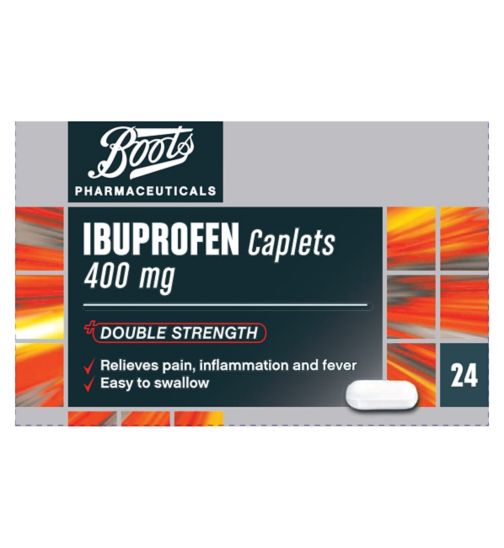 Boots
PHARMACEUTICALS
IBUPROFEN Caplets
400 mg
DOUBLE STRENGTH
Relieves pain, inflammation and fever
Easy to swallow
24